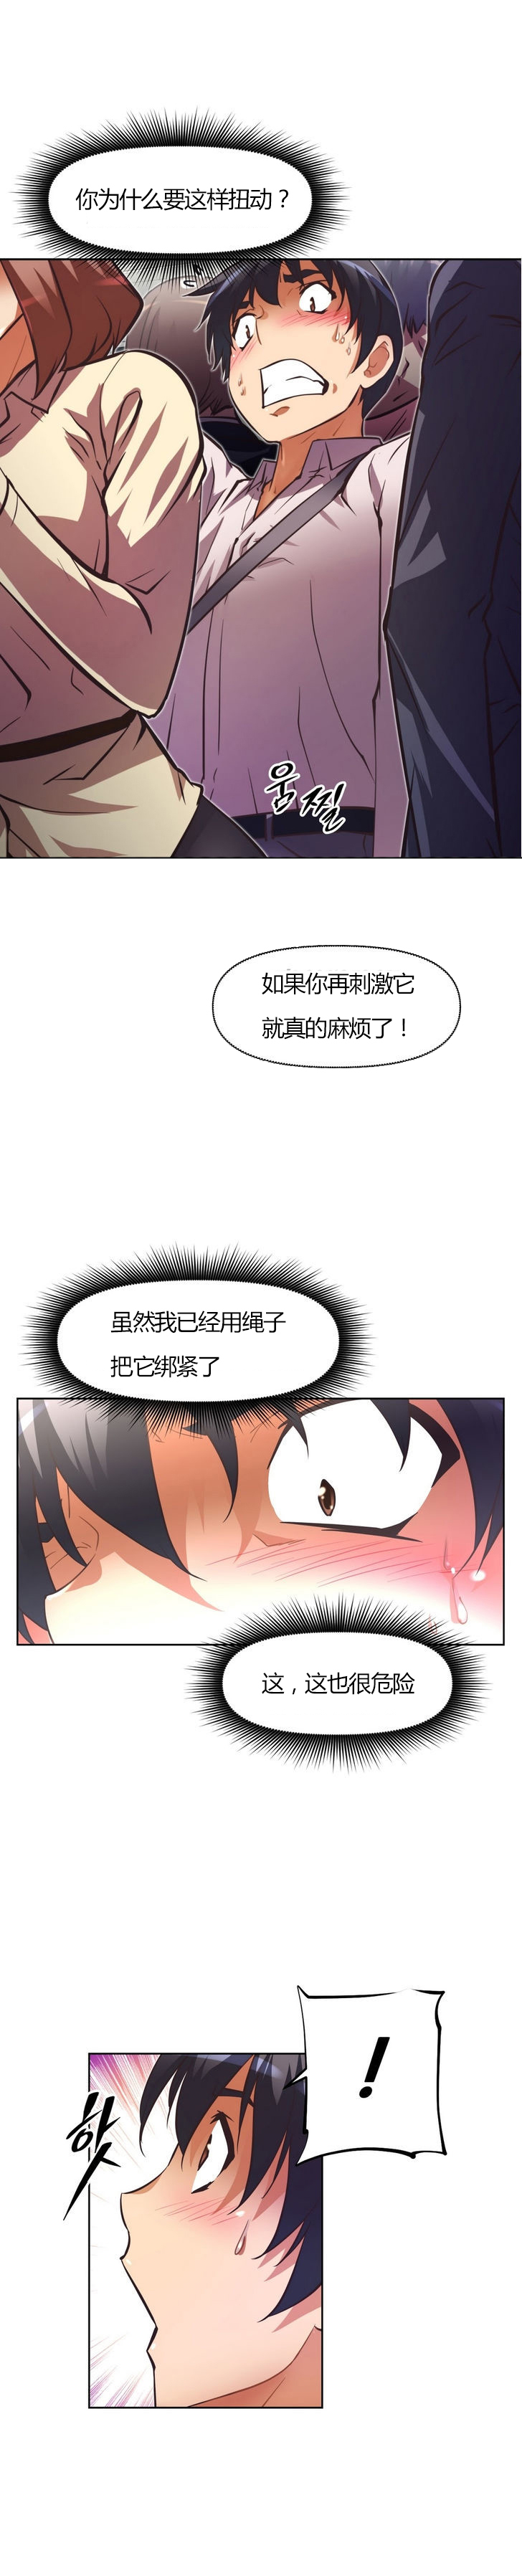 你为什么要这样扭动？
움찔
如果你再刺激它
就真的麻烦了！
虽然我已经用绳子
把它绑紧了
这，这也很危险
！
핫